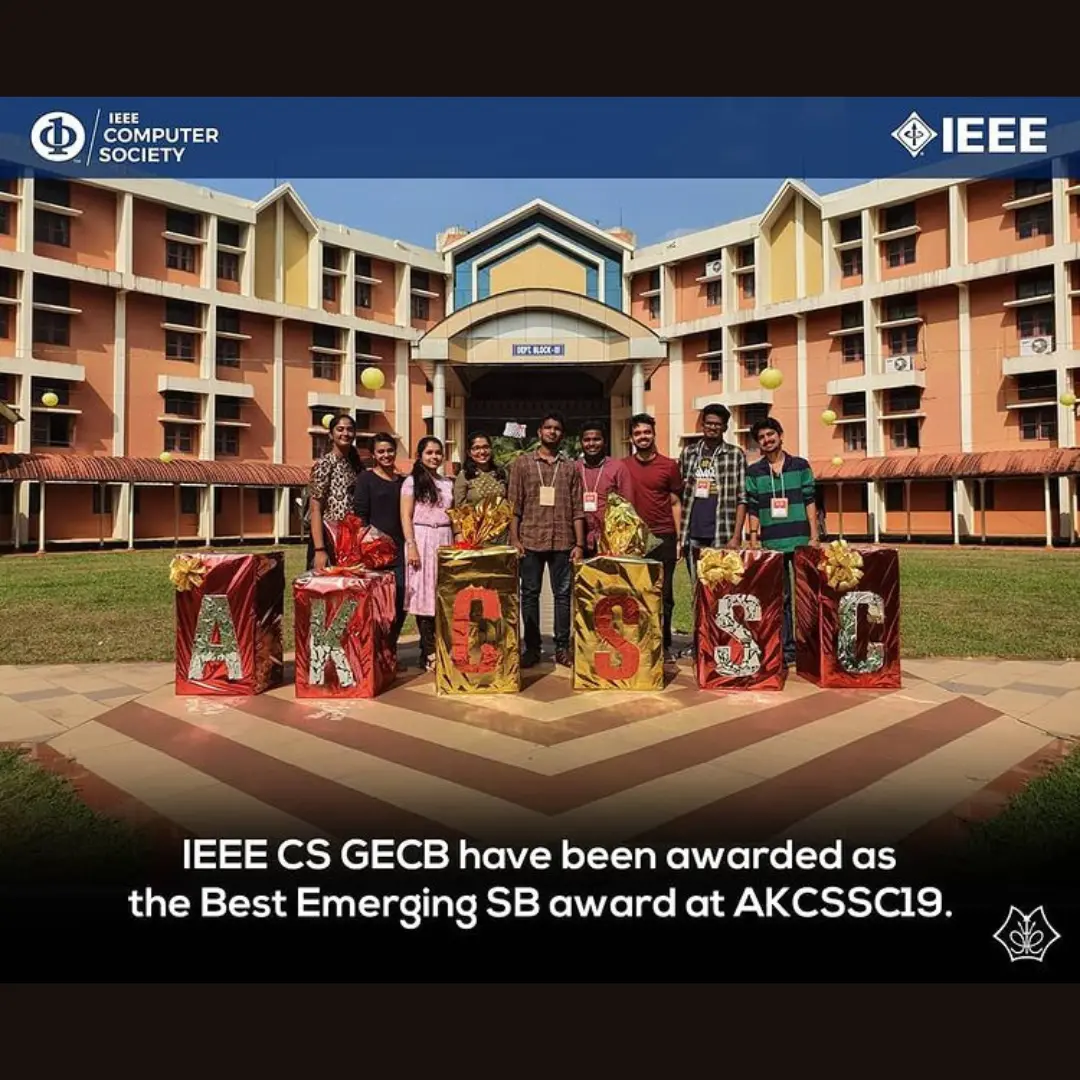 IEEE
COMPUTER
SOCIETY
IEEE
DEPT. BLOCK - III
A K C S S C
IEEE CS GECB have been awarded as
the Best Emerging SB award at AKCSSC19.